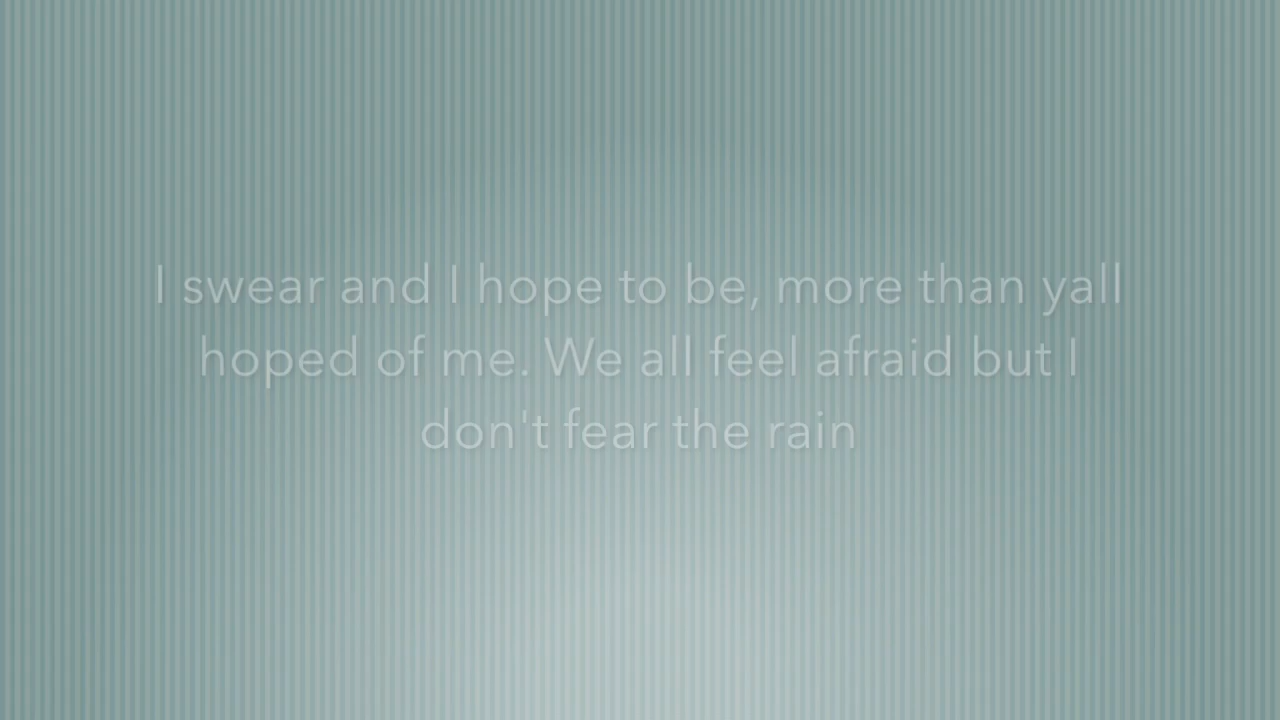 I swear and I hope to be, more than yall
hoped of me. We all feel afraid but I
don't fear the rain